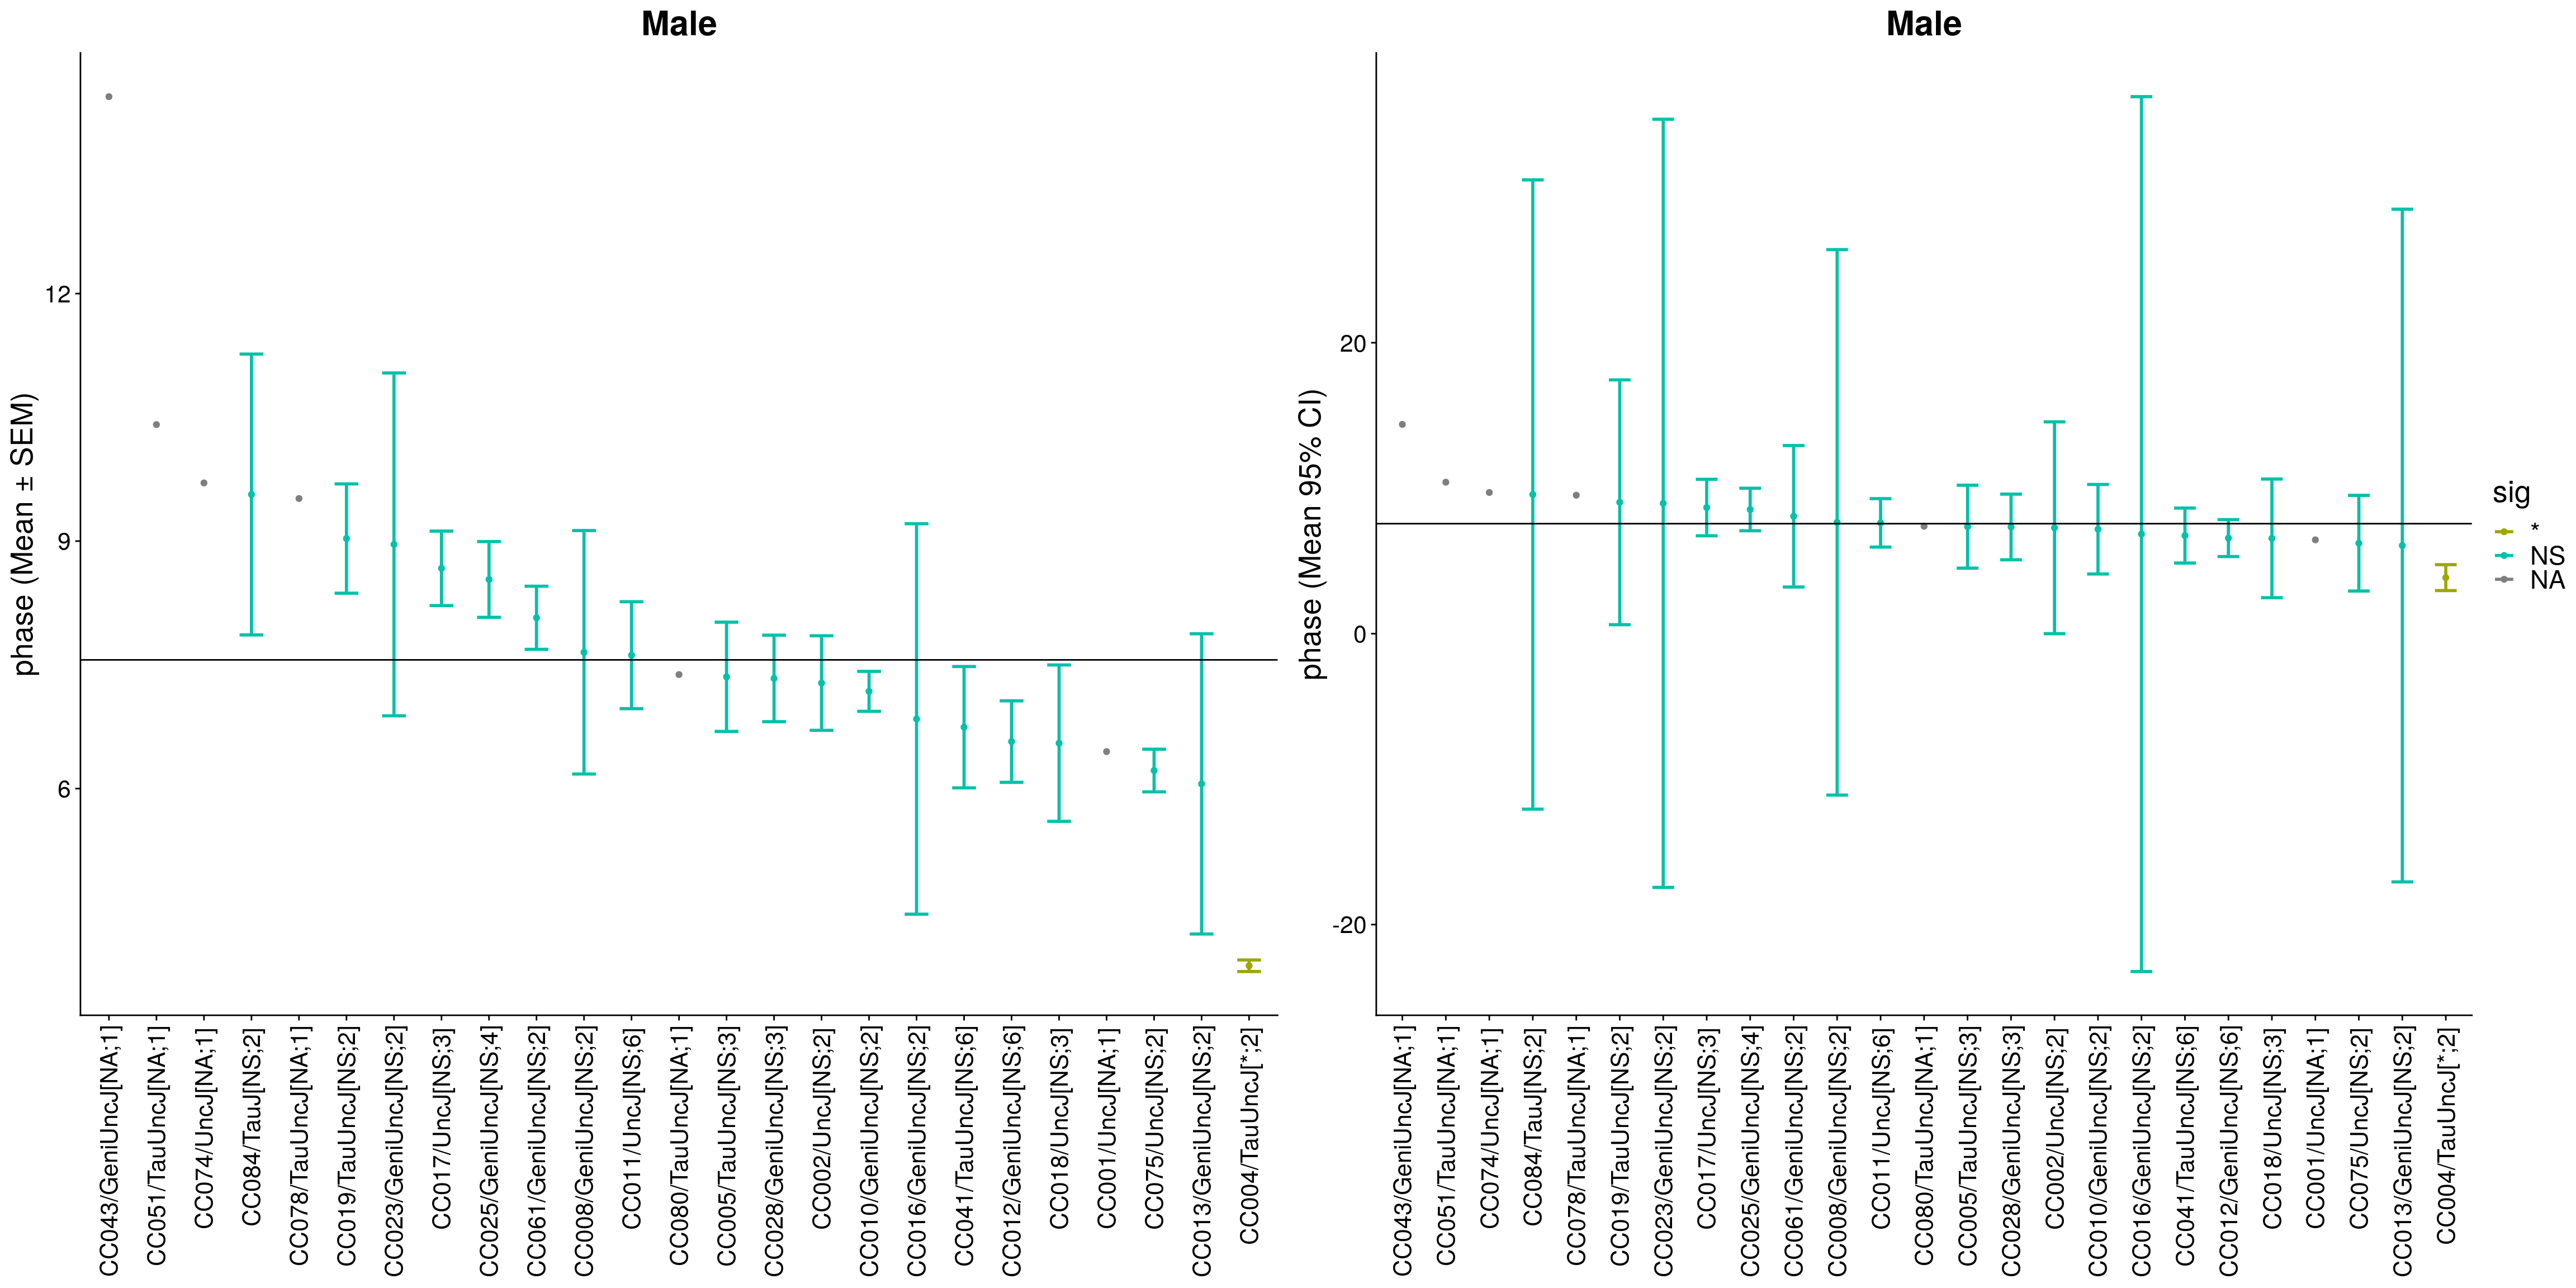 Male
phase (Mean ± SEM)
12
9
6
CC043/GeniUncJ[NA;1]
CC051/TauUncJ[NA;1]
CC074/UncJ[NA;1]
CC084/TauJ[NS;2]
CC078/TauUncJ[NA;1]
CC019/TauUncJ[NS;2]
CC023/GeniUncJ[NS;2]
CC017/UncJ[NS;3]
CC025/GeniUncJ[NS;4]
CC061/GeniUncJ[NS;2]
CC008/GeniUncJ[NS;2]
CC011/UncJ[NS;6]
CC080/TauUncJ[NA;1]
CC005/TauUncJ[NS;3]
CC028/GeniUncJ[NS;3]
CC002/UncJ[NS;2]
CC010/GeniUncJ[NS;2]
CC016/GeniUncJ[NS;2]
CC041/TauUncJ[NS;6]
CC012/GeniUncJ[NS;6]
CC018/UncJ[NS;3]
CC001/UncJ[NA;1]
CC075/UncJ[NS;2]
CC013/GeniUncJ[NS;2]
CC004/TauUncJ[*;2]
Male
phase (Mean 95% CI)
20
0
-20
CC043/GeniUncJ[NA;1]
CC051/TauUncJ[NA;1]
CC074/UncJ[NA;1]
CC084/TauJ[NS;2]
CC078/TauUncJ[NA;1]
CC019/TauUncJ[NS;2]
CC023/GeniUncJ[NS;2]
CC017/UncJ[NS;3]
CC025/GeniUncJ[NS;4]
CC061/GeniUncJ[NS;2]
CC008/GeniUncJ[NS;2]
CC011/UncJ[NS;6]
CC080/TauUncJ[NA;1]
CC005/TauUncJ[NS;3]
CC028/GeniUncJ[NS;3]
CC002/UncJ[NS;2]
CC010/GeniUncJ[NS;2]
CC016/GeniUncJ[NS;2]
CC041/TauUncJ[NS;6]
CC012/GeniUncJ[NS;6]
CC018/UncJ[NS;3]
CC001/UncJ[NA;1]
CC075/UncJ[NS;2]
CC013/GeniUncJ[NS;2]
CC004/TauUncJ[*;2]
sig
*
NS
NA